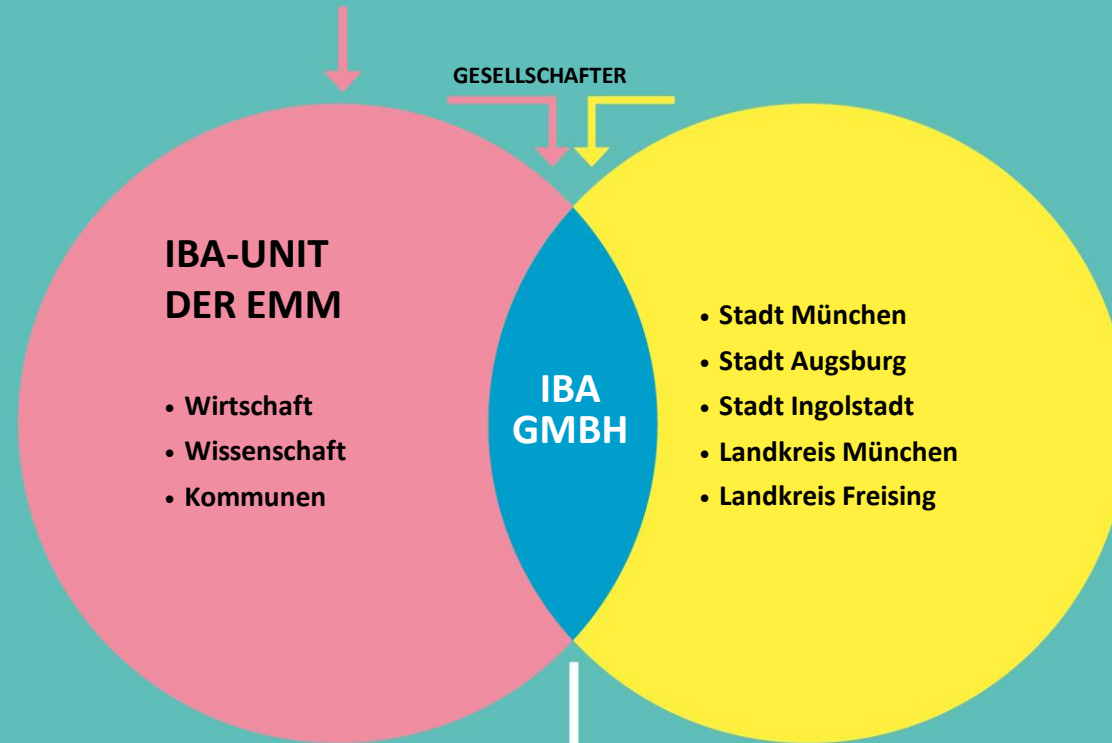 GESELLSCHAFTER
IBA-UNIT
DER EMM
• Wirtschaft
• Wissenschaft
• Kommunen
IBA
GMBH
• Stadt München
• Stadt Augsburg
• Stadt Ingolstadt
• Landkreis München
• Landkreis Freising